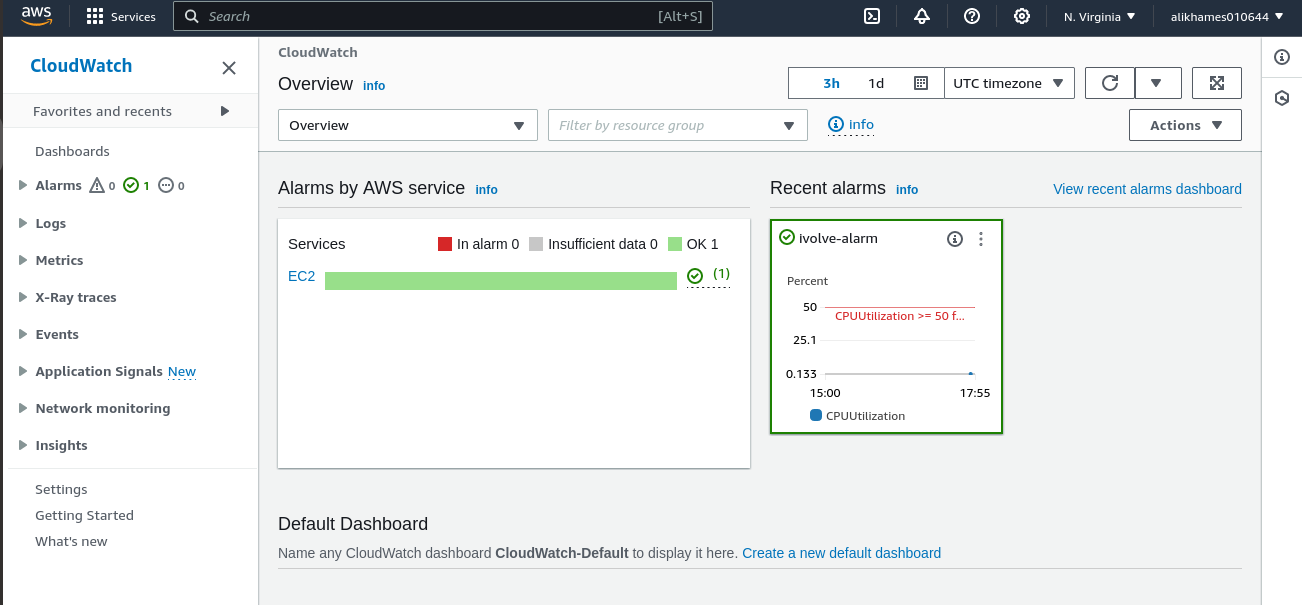 aws Services Search [Alt+S] N. Virginia alikhames010644
CloudWatch
Favorites and recents
Dashboards
Alarms 0 1 0
Logs
Metrics
X-Ray traces
Events
Application Signals New
Network monitoring
Insights
Settings
Getting Started
What's new
CloudWatch
Overview info
3h 1d UTC timezone
Overview Filter by resource group info Actions
Alarms by AWS service info
Services In alarm 0 Insufficient data 0 OK 1
EC2 (1)
Recent alarms info View recent alarms dashboard
ivolve-alarm
Percent
50
CPUUtilization >= 50 f...
25.1
0.133
15:00 17:55
CPUUtilization
Default Dashboard
Name any CloudWatch dashboard CloudWatch-Default to display it here. Create a new default dashboard